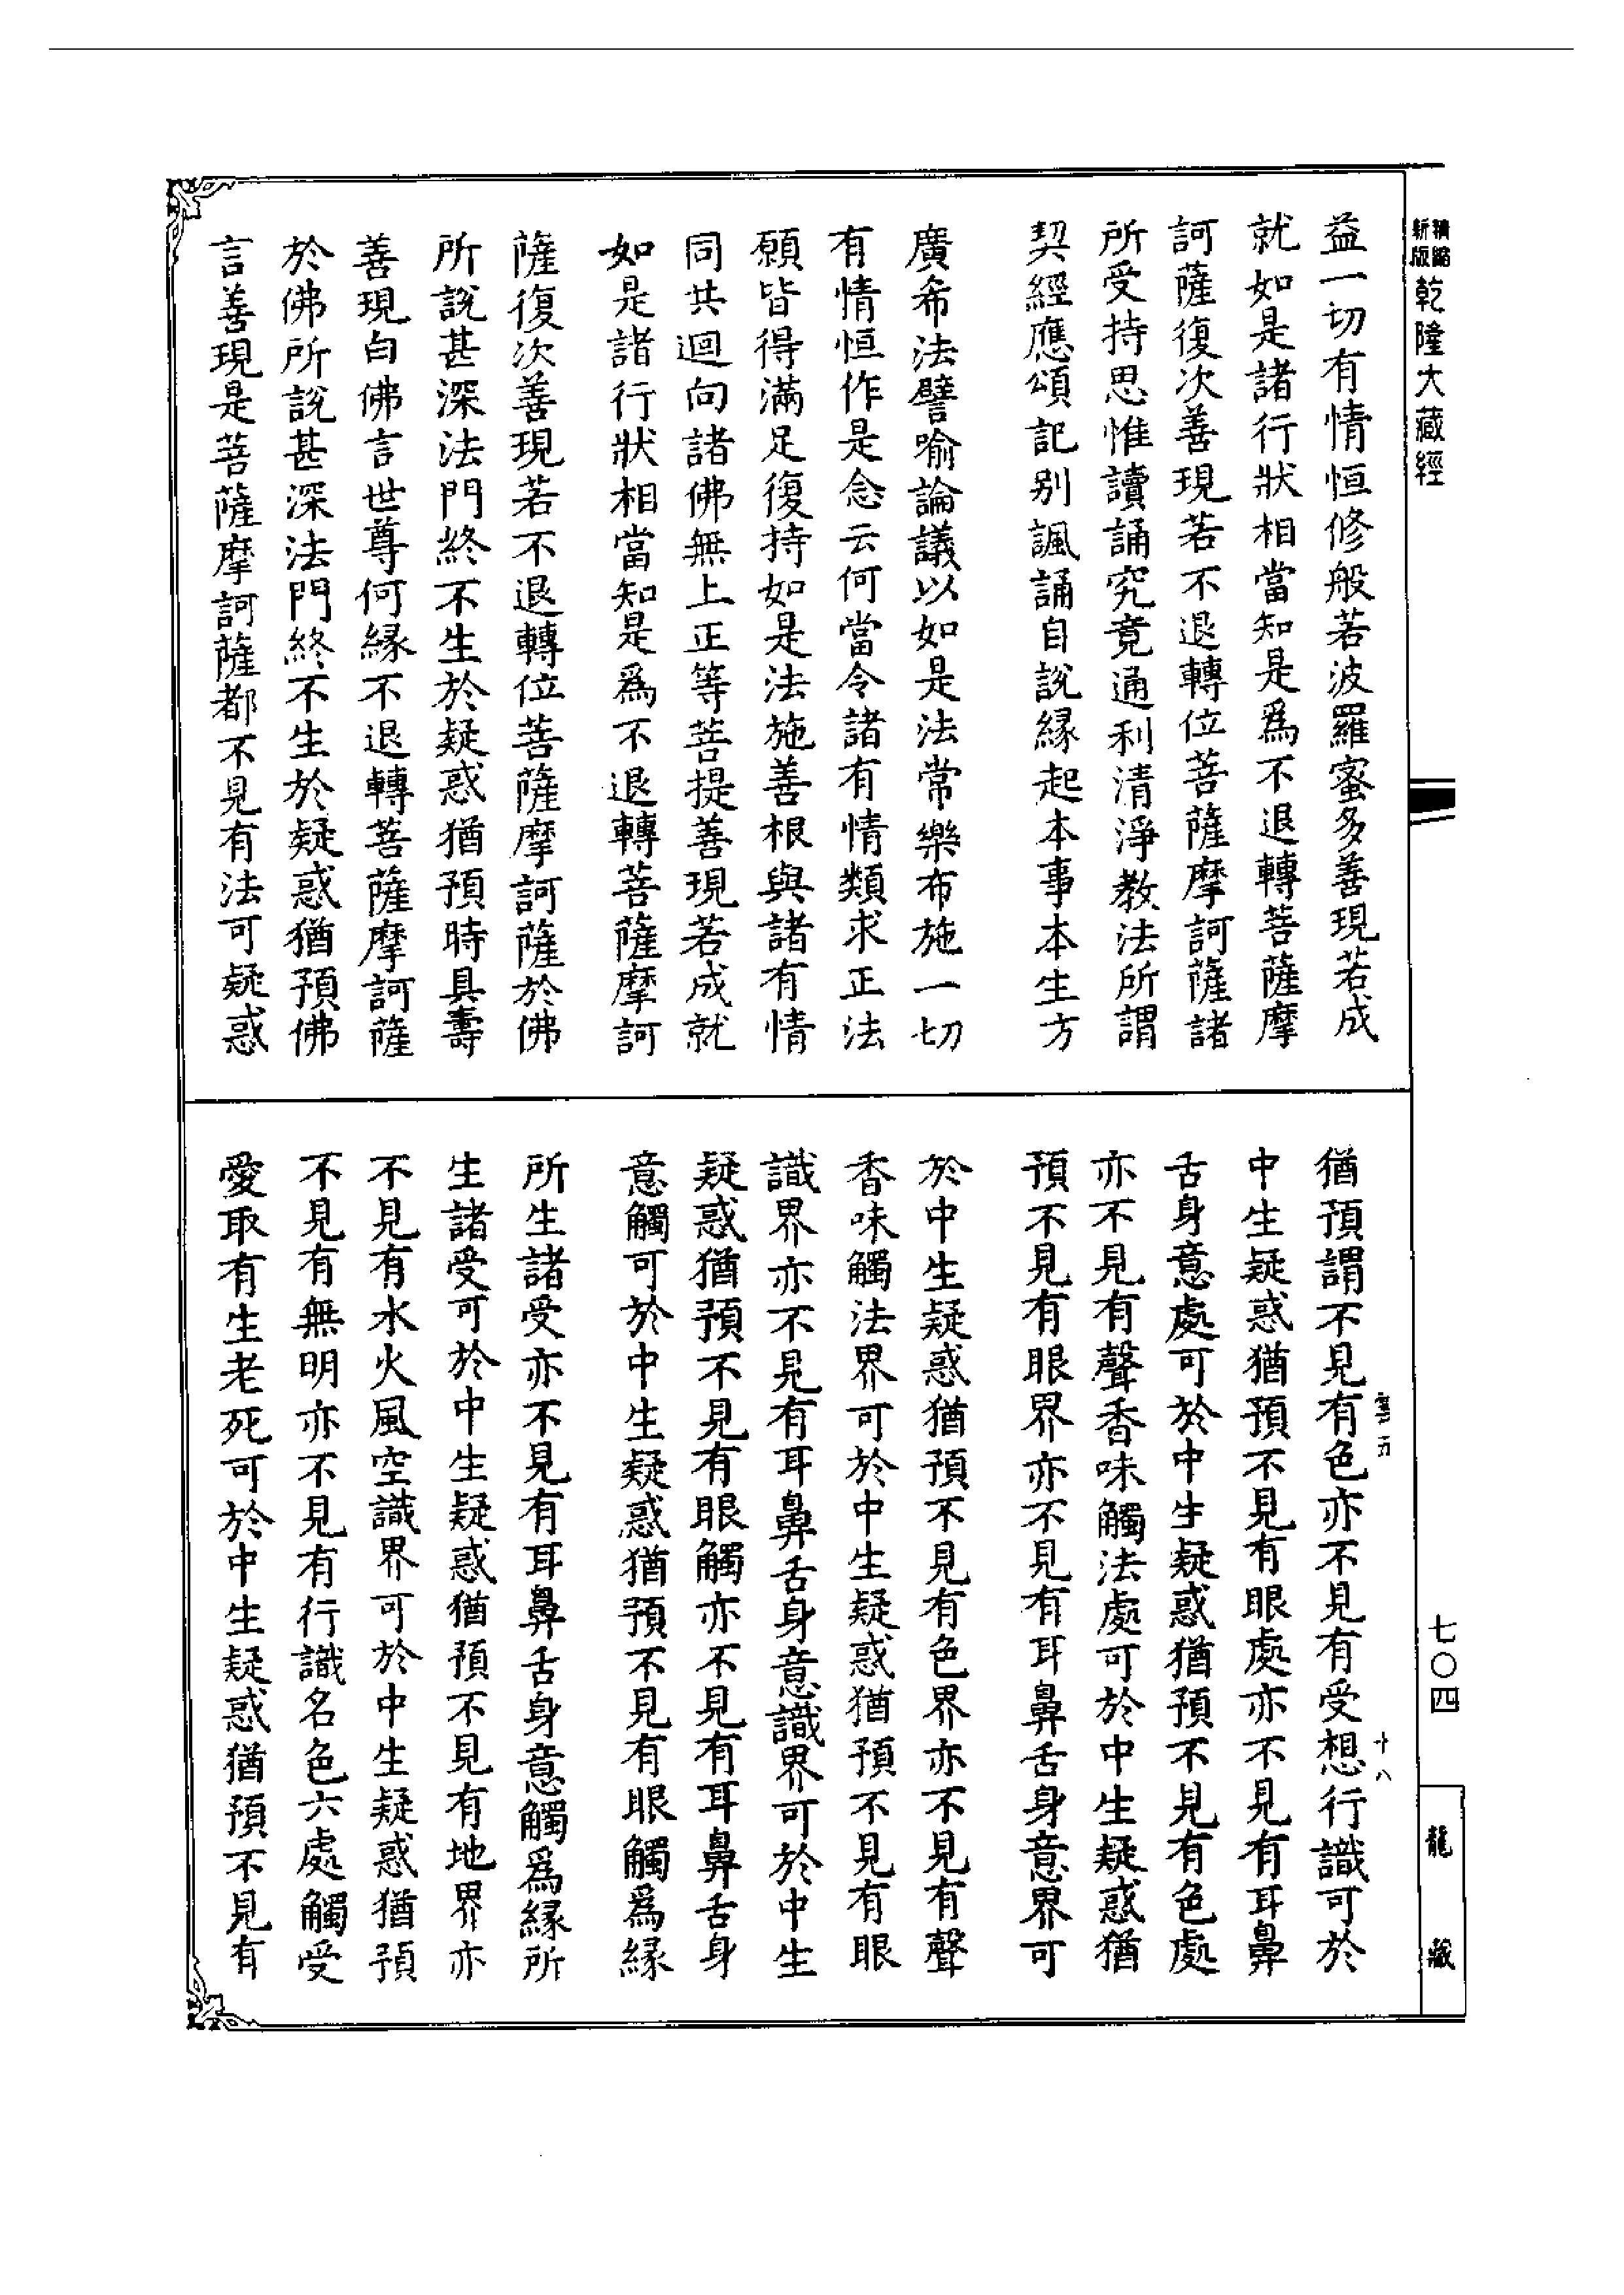 精縮新版乾隆大藏經
益一切有情恒修般若波羅蜜多善現若成
就如是諸行狀相當知是爲不退轉菩薩摩
訶薩復次善現若不退轉位菩薩摩訶薩諸
所受持思惟讀誦究竟通利清淨教法所謂
契經應頌記別諷誦自說緣起本事本生方
廣希法譬喻論議以如是法常樂布施一切
有情恒作是念云何當令諸有情類求正法
願皆得滿足復持如是法施善根與諸有情
同共迴向諸佛無上正等菩提善現若成就
如是諸行狀相當知是爲不退轉菩薩摩訶
薩復次善現若不退轉位菩薩摩訶薩於佛
所說甚深法門終不生於疑惑猶預時具壽
善現白佛言世尊何緣不退轉菩薩摩訶薩
於佛所說甚深法門終不生於疑惑猶預佛
言善現是菩薩摩訶薩都不見有法可疑惑
猶預謂不見有色亦不見有受想行識可於
中生疑惑猶預不見有眼處亦不見有耳鼻
舌身意處可於中生疑惑猶預不見有色處
亦不見有聲香味觸法處可於中生疑惑猶
預不見有眼界亦不見有耳鼻舌身意界可
於中生疑惑猶預不見有色界亦不見有聲
香味觸法界可於中生疑惑猶預不見有眼
識界亦不見有耳鼻舌身意識界可於中生
疑惑猶預不見有眼觸亦不見有耳鼻舌身
意觸可於中生疑惑猶預不見有眼觸爲緣
所生諸受亦不見有耳鼻舌身意觸爲緣所
生諸受可於中生疑惑猶預不見有地界亦
不見有水火風空識界可於中生疑惑猶預
不見有無明亦不見有行識名色六處觸受
愛取有生老死可於中生疑惑猶預不見有
十八
七〇四
龍藏